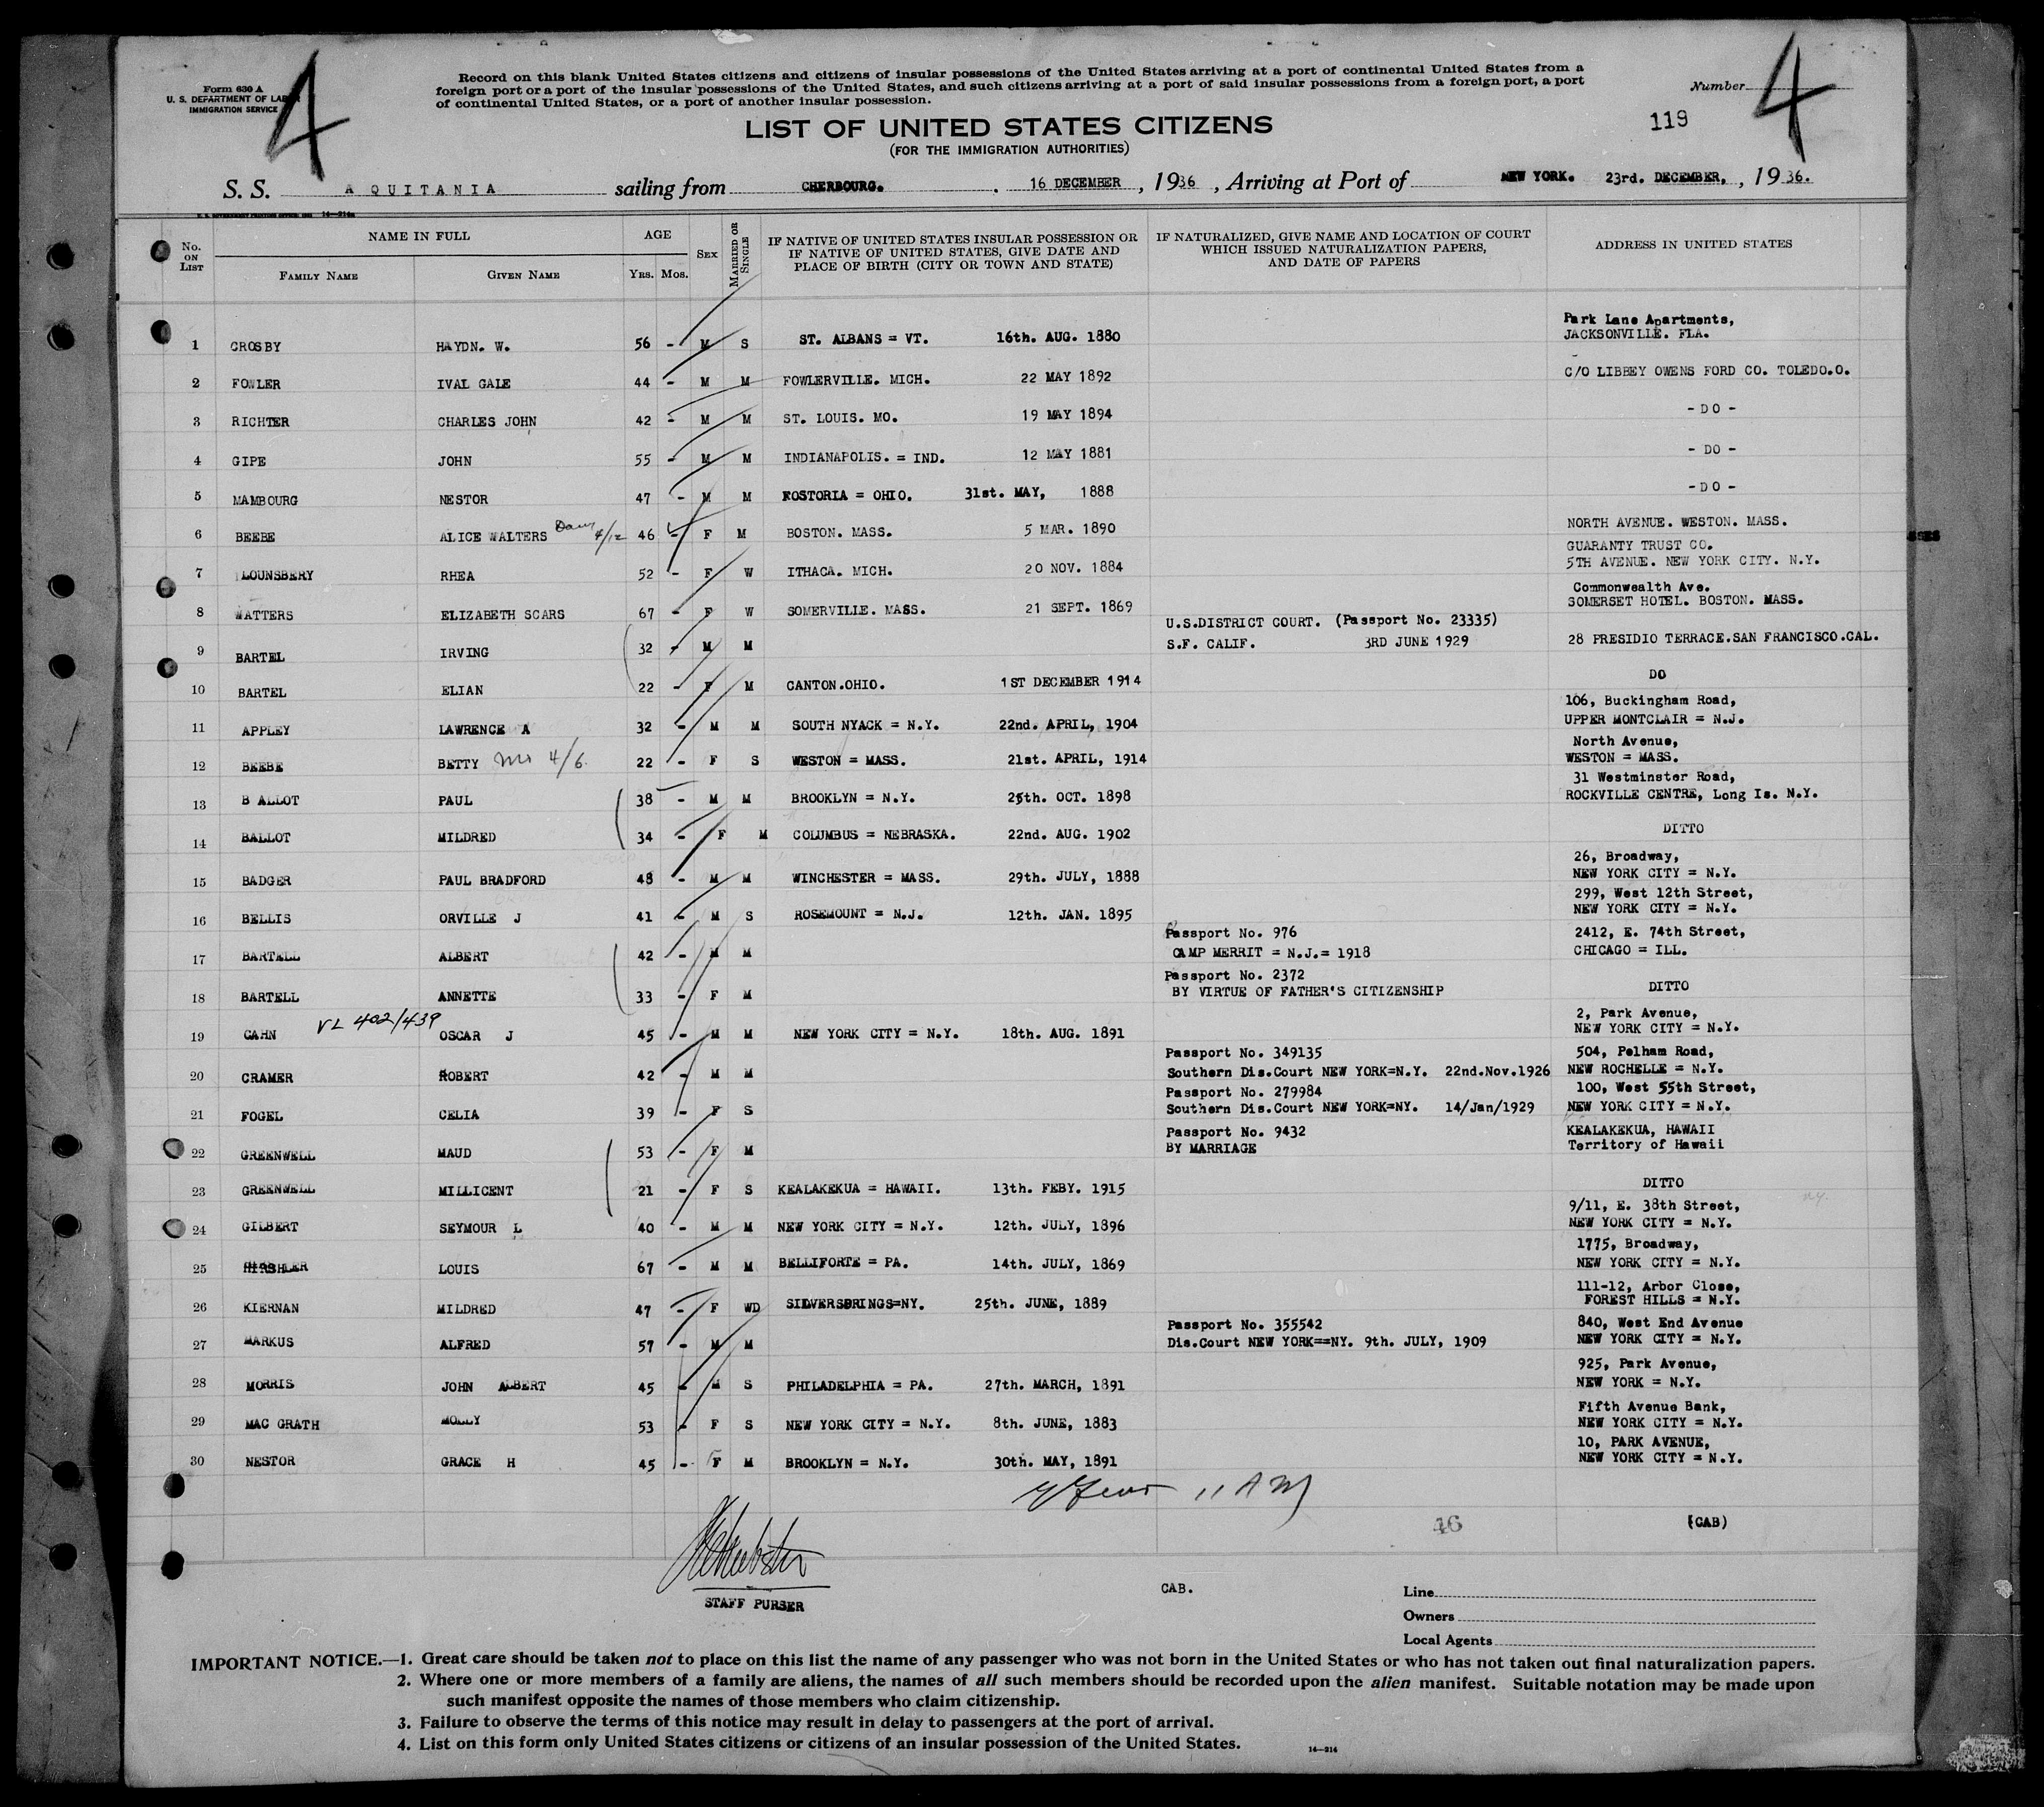 4
4
Form 630 A
U. S. DEPARTMENT OF LABOR
IMMIGRATION SERVICE
Record on this blank United States citizens and citizens of insular possessions of the United States arriving at a port of continental United States from a
foreign port or a port of the insular possessions of the United States, and such citizens arriving at a port of said insular possessions from a foreign port, a port
of continental United States, or a port of another insular possession.
Number
119
LIST OF UNITED STATES CITIZENS
(FOR THE IMMIGRATION AUTHORITIES)
S. S. AQUITANIA sailing from CHERBOURG. , 16 DECEMBER , 1936 , Arriving at Port of NEW YORK. 23rd. DECEMBER, , 1936.
U. S. GOVERNMENT PRINTING OFFICE 14—214a
No. ON LIST
NAME IN FULL
FAMILY NAME
GIVEN NAME
AGE
YRS. MOS.
SEX
MARRIED OR SINGLE
IF NATIVE OF UNITED STATES INSULAR POSSESSION OR
IF NATIVE OF UNITED STATES, GIVE DATE AND
PLACE OF BIRTH (CITY OR TOWN AND STATE)
IF NATURALIZED, GIVE NAME AND LOCATION OF COURT
WHICH ISSUED NATURALIZATION PAPERS,
AND DATE OF PAPERS
ADDRESS IN UNITED STATES
Park Lane Apartments,
1 CROSBY HAYDN. W. 56 - M S ST. ALBANS = VT. 16th. AUG. 1880 JACKSONVILLE. FLA.
2 FOWLER IVAL GALE 44 - M M FOWLERVILLE. MICH. 22 MAY 1892 C/O LIBBEY OWENS FORD CO. TOLEDO.O.
3 RICHTER CHARLES JOHN 42 - M M ST. LOUIS. MO. 19 MAY 1894 - DO -
4 GIPE JOHN 55 - M M INDIANAPOLIS. = IND. 12 MAY 1881 - DO -
5 MAMBOURG NESTOR 47 - M M FOSTORIA = OHIO. 31st. MAY, 1888 - DO -
6 BEEBE ALICE WALTERS 4/12 46 - F M BOSTON. MASS. 5 MAR. 1890 NORTH AVENUE. WESTON. MASS.
GUARANTY TRUST CO.
7 LOUNSBERY RHEA 52 - F W ITHACA. MICH. 20 NOV. 1884 5TH AVENUE. NEW YORK CITY. N.Y.
Commonwealth Ave.
8 WATTERS ELIZABETH SCARS 67 - F W SOMERVILLE. MASS. 21 SEPT. 1869 SOMERSET HOTEL. BOSTON. MASS.
U.S.DISTRICT COURT. (Passport No. 23335)
9 BARTEL IRVING 32 - M M S.F. CALIF. 3RD JUNE 1929 28 PRESIDIO TERRACE.SAN FRANCISCO.CAL.
10 BARTEL ELIAN 22 - F M CANTON.OHIO. 1ST DECEMBER 1914 DO
106, Buckingham Road,
11 APPLEY LAWRENCE A 32 - M M SOUTH NYACK = N.Y. 22nd. APRIL, 1904 UPPER MONTCLAIR = N.J.
North Avenue,
12 BEEBE BETTY 4/6 22 - F S WESTON = MASS. 21st. APRIL, 1914 WESTON = MASS.
31 Westminster Road,
13 BALLOT PAUL 38 - M M BROOKLYN = N.Y. 25th. OCT. 1898 ROCKVILLE CENTRE, Long Is. N.Y.
14 BALLOT MILDRED 34 - F M COLUMBUS = NEBRASKA. 22nd. AUG. 1902 DITTO
26, Broadway,
15 BADGER PAUL BRADFORD 48 - M M WINCHESTER = MASS. 29th. JULY, 1888 NEW YORK CITY = N.Y.
299, West 12th Street,
16 BELLIS ORVILLE J 41 - M S ROSEMOUNT = N.J. 12th. JAN. 1895 NEW YORK CITY = N.Y.
Passport No. 976 2412, E. 74th Street,
17 BARTELL ALBERT 42 - M M CAMP MERRIT = N.J.= 1918 CHICAGO = ILL.
Passport No. 2372
18 BARTELL ANNETTE 33 - F M BY VIRTUE OF FATHER'S CITIZENSHIP DITTO
VL 402/439 2, Park Avenue,
19 CAHN OSCAR J 45 - M M NEW YORK CITY = N.Y. 18th. AUG. 1891 NEW YORK CITY = N.Y.
Passport No. 349135 504, Pelham Road,
20 CRAMER ROBERT 42 - M M Southern Dis.Court NEW YORK=N.Y. 22nd.Nov.1926 NEW ROCHELLE = N.Y.
Passport No. 279984 100, West 55th Street,
21 FOGEL CELIA 39 - F S Southern Dis.Court NEW YORK=NY. 14/Jan/1929 NEW YORK CITY = N.Y.
Passport No. 9432 KEALAKEKUA, HAWAII
22 GREENWELL MAUD 53 - F M BY MARRIAGE Territory of Hawaii
23 GREENWELL MILLICENT 21 - F S KEALAKEKUA = HAWAII. 13th. FEBY. 1915 DITTO
9/11, E. 38th Street,
24 GILBERT SEYMOUR L 40 - M M NEW YORK CITY = N.Y. 12th. JULY, 1896 NEW YORK CITY = N.Y.
1775, Broadway,
25 HIRSHLER LOUIS 67 - M M BELLIFORTE = PA. 14th. JULY, 1869 NEW YORK CITY = N.Y.
111-12, Arbor Close,
26 KIERNAN MILDRED 47 - F WD SILVERSBRINGS=NY. 25th. JUNE, 1889 FOREST HILLS = N.Y.
Passport No. 355542 840, West End Avenue
27 MARKUS ALFRED 57 - M M Dis.Court NEW YORK==NY. 9th. JULY, 1909 NEW YORK CITY = N.Y.
925, Park Avenue,
28 MORRIS JOHN ALBERT 45 - M S PHILADELPHIA = PA. 27th. MARCH, 1891 NEW YORK = N.Y.
Fifth Avenue Bank,
29 MAC GRATH MOLLY 53 - F S NEW YORK CITY = N.Y. 8th. JUNE, 1883 NEW YORK CITY = N.Y.
10, PARK AVENUE,
30 NESTOR GRACE H 45 - F M BROOKLYN = N.Y. 30th. MAY, 1891 NEW YORK CITY = N.Y.
46
(CAB)
STAFF PURSER
CAB.
Line
Owners
Local Agents
IMPORTANT NOTICE.—1. Great care should be taken not to place on this list the name of any passenger who was not born in the United States or who has not taken out final naturalization papers.
2. Where one or more members of a family are aliens, the names of all such members should be recorded upon the alien manifest. Suitable notation may be made upon
such manifest opposite the names of those members who claim citizenship.
3. Failure to observe the terms of this notice may result in delay to passengers at the port of arrival.
4. List on this form only United States citizens or citizens of an insular possession of the United States.
14—214